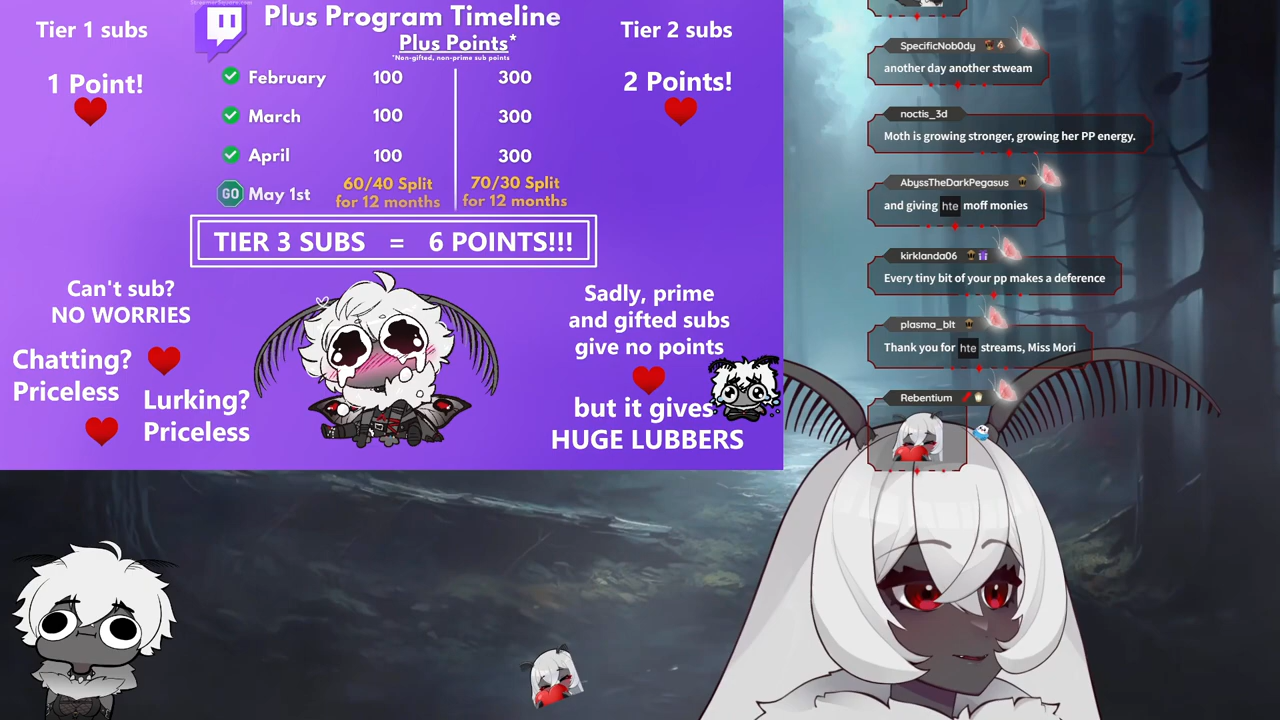 Plus Program Timeline
Plus Points*
*Non-gifted, non-prime sub points
Tier 1 subs
1 Point!
Tier 2 subs
2 Points!
February 100 300
March 100 300
April 100 300
GO May 1st 60/40 Split 70/30 Split
for 12 months for 12 months
TIER 3 SUBS = 6 POINTS!!!
Can't sub?
NO WORRIES
Chatting?
Priceless
Lurking?
Priceless
Sadly, prime
and gifted subs
give no points
but it gives
HUGE LUBBERS
SpecificNob0dy
another day another stweam
noctis_3d
Moth is growing stronger, growing her PP energy.
AbyssTheDarkPegasus
and giving hte moff monies
kirklanda06
Every tiny bit of your pp makes a deference
plasma_blt
Thank you for hte streams, Miss Mori
Rebentium